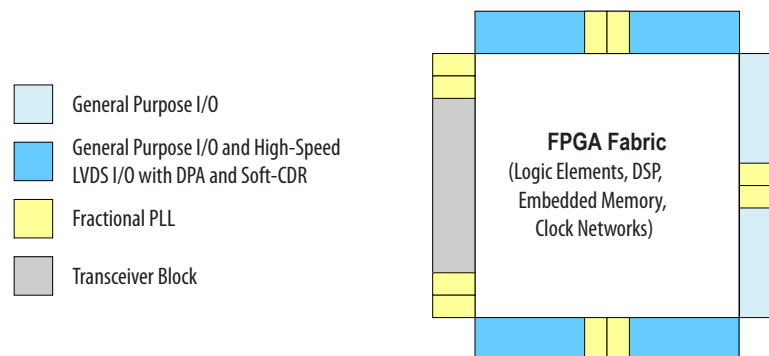 General Purpose I/O
General Purpose I/O and High-Speed
LVDS I/O with DPA and Soft-CDR
Fractional PLL
Transceiver Block
FPGA Fabric
(Logic Elements, DSP,
Embedded Memory,
Clock Networks)